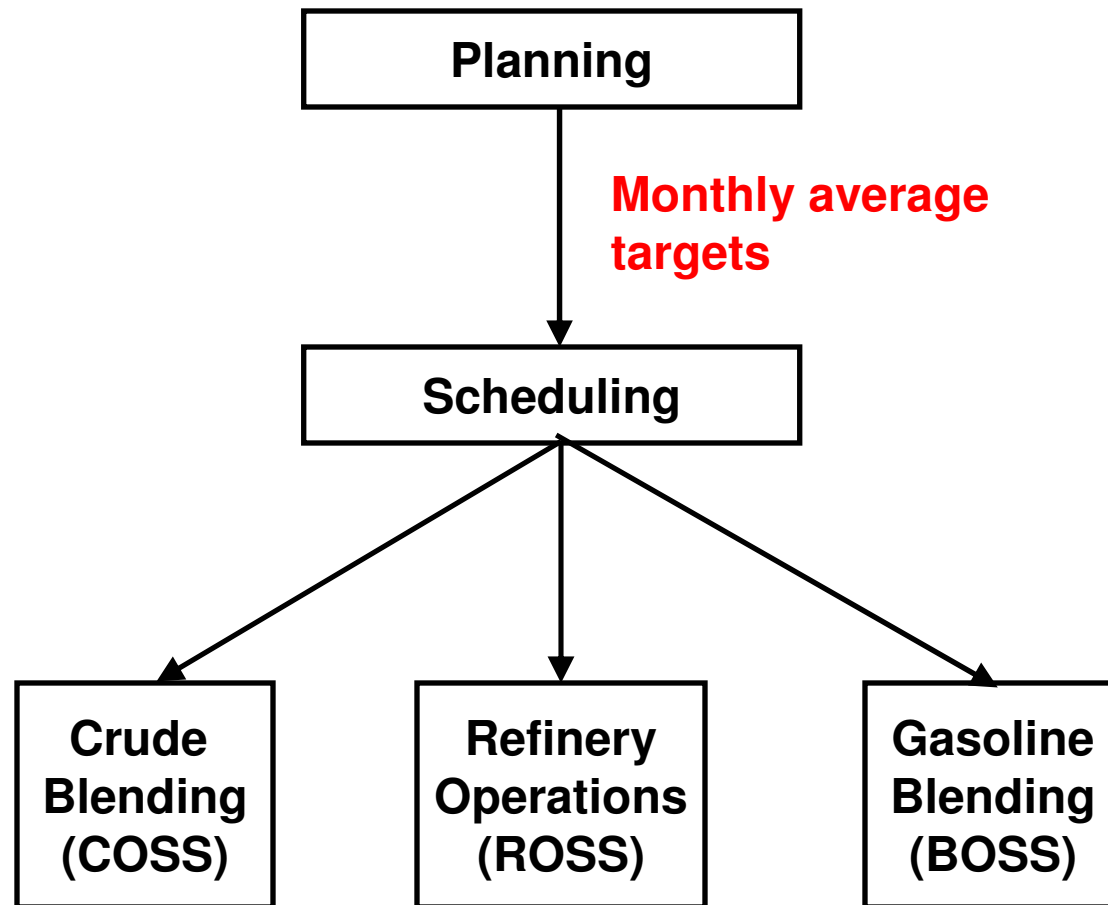 Planning
Monthly average
targets
Scheduling
Crude
Blending
(COSS)
Refinery
Operations
(ROSS)
Gasoline
Blending
(BOSS)